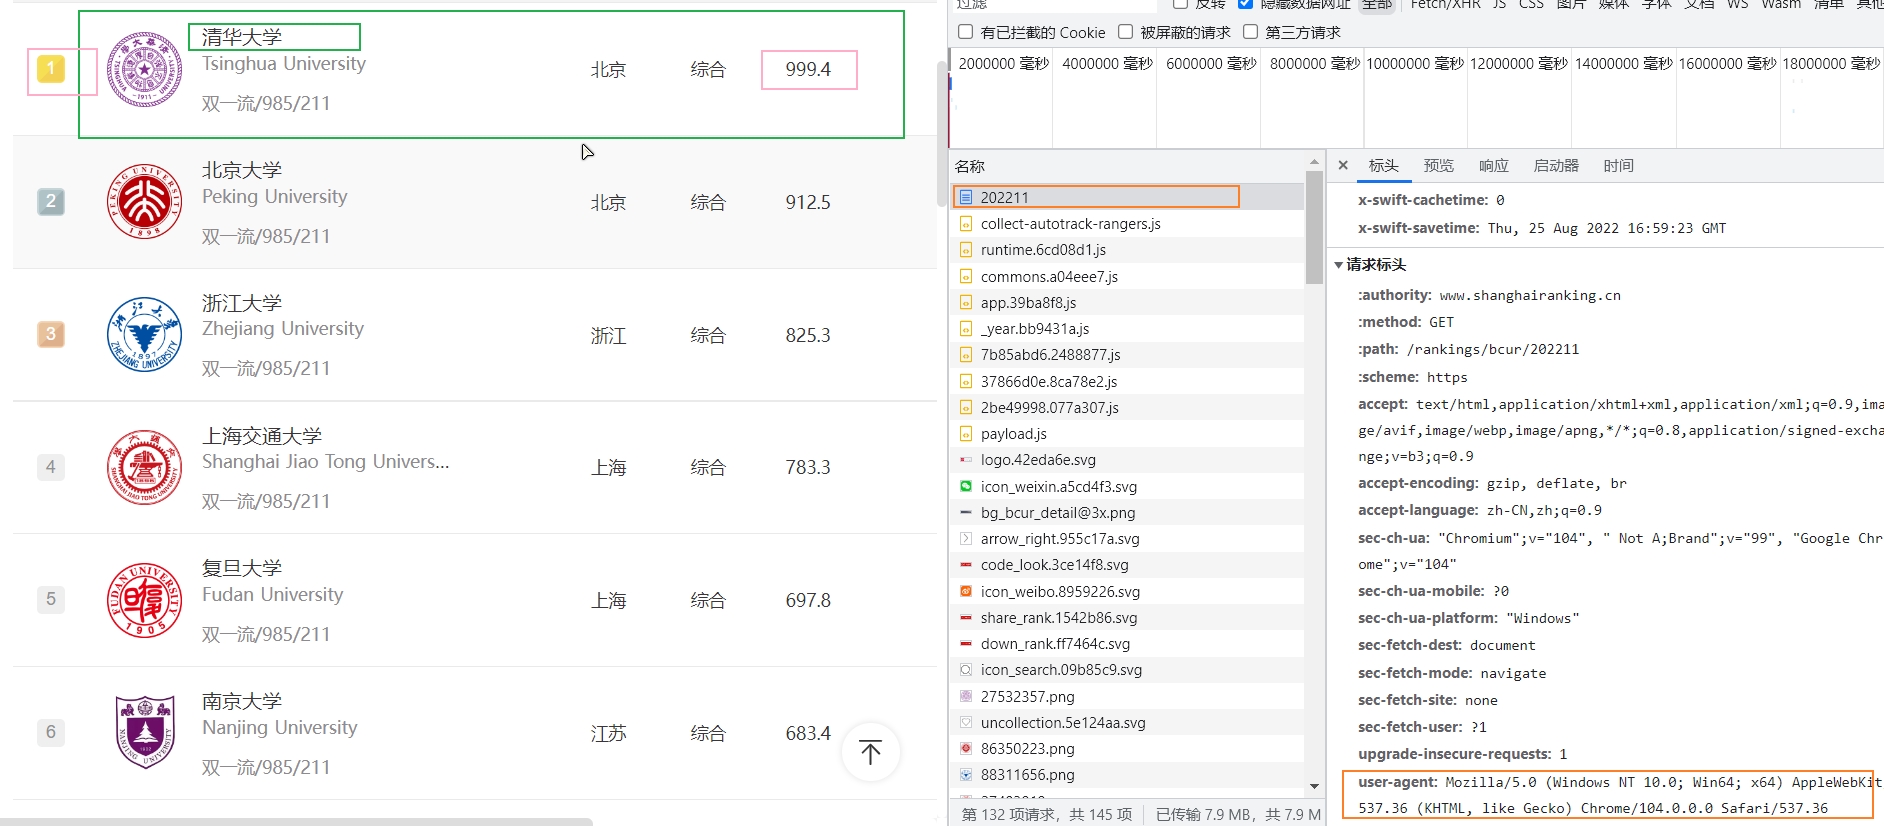 1
清华大学
Tsinghua University
双一流/985/211
北京
综合
999.4
2
北京大学
Peking University
双一流/985/211
北京
综合
912.5
3
浙江大学
Zhejiang University
双一流/985/211
浙江
综合
825.3
4
上海交通大学
Shanghai Jiao Tong Univers...
双一流/985/211
上海
综合
783.3
5
复旦大学
Fudan University
双一流/985/211
上海
综合
697.8
6
南京大学
Nanjing University
双一流/985/211
江苏
综合
683.4
过滤
反转
隐藏数据网址
全部
Fetch/XHR JS CSS 图片 媒体 字体 文档 WS Wasm 清单 其他
有已拦截的 Cookie
被屏蔽的请求
第三方请求
2000000 毫秒 4000000 毫秒 6000000 毫秒 8000000 毫秒 10000000 毫秒 12000000 毫秒 14000000 毫秒 16000000 毫秒 18000000 毫秒
名称
202211
collect-autotrack-rangers.js
runtime.6cd08d1.js
commons.a04eee7.js
app.39ba8f8.js
_year.bb9431a.js
7b85abd6.2488877.js
37866d0e.8ca78e2.js
2be49998.077a307.js
payload.js
logo.42eda6e.svg
icon_weixin.a5cd4f3.svg
bg_bcur_detail@3x.png
arrow_right.955c17a.svg
code_look.3ce14f8.svg
icon_weibo.8959226.svg
share_rank.1542b86.svg
down_rank.ff7464c.svg
icon_search.09b85c9.svg
27532357.png
uncollection.5e124aa.svg
86350223.png
88311656.png
第 132 项请求，共 145 项
已传输 7.9 MB，共 7.9 M
× 标头 预览 响应 启动器 时间
x-swift-cachetime: 0
x-swift-savetime: Thu, 25 Aug 2022 16:59:23 GMT
请求标头
:authority: www.shanghairanking.cn
:method: GET
:path: /rankings/bcur/202211
:scheme: https
accept: text/html,application/xhtml+xml,application/xml;q=0.9,ima
ge/avif,image/webp,image/apng,*/*;q=0.8,application/signed-excha
nge;v=b3;q=0.9
accept-encoding: gzip, deflate, br
accept-language: zh-CN,zh;q=0.9
sec-ch-ua: "Chromium";v="104", " Not A;Brand";v="99", "Google Chr
ome";v="104"
sec-ch-ua-mobile: ?0
sec-ch-ua-platform: "Windows"
sec-fetch-dest: document
sec-fetch-mode: navigate
sec-fetch-site: none
sec-fetch-user: ?1
upgrade-insecure-requests: 1
user-agent: Mozilla/5.0 (Windows NT 10.0; Win64; x64) AppleWebKit
537.36 (KHTML, like Gecko) Chrome/104.0.0.0 Safari/537.36